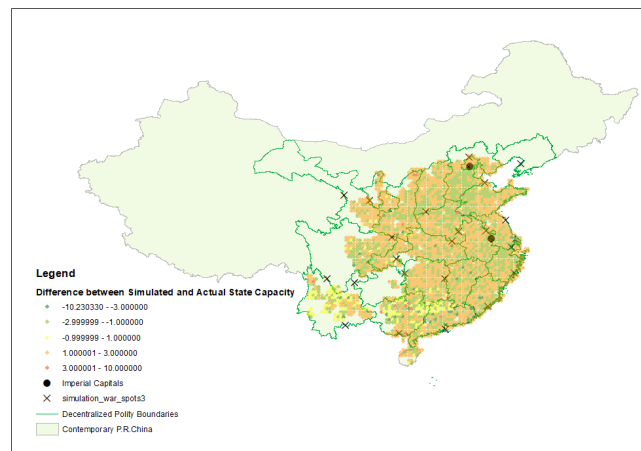 Legend
Difference between Simulated and Actual State Capacity
-10.230330 - -3.000000
-2.999999 - -1.000000
-0.999999 - 1.000000
1.000001 - 3.000000
3.000001 - 10.000000
Imperial Capitals
simulation_war_spots3
Decentralized Polity Boundaries
Contemporary P.R.China